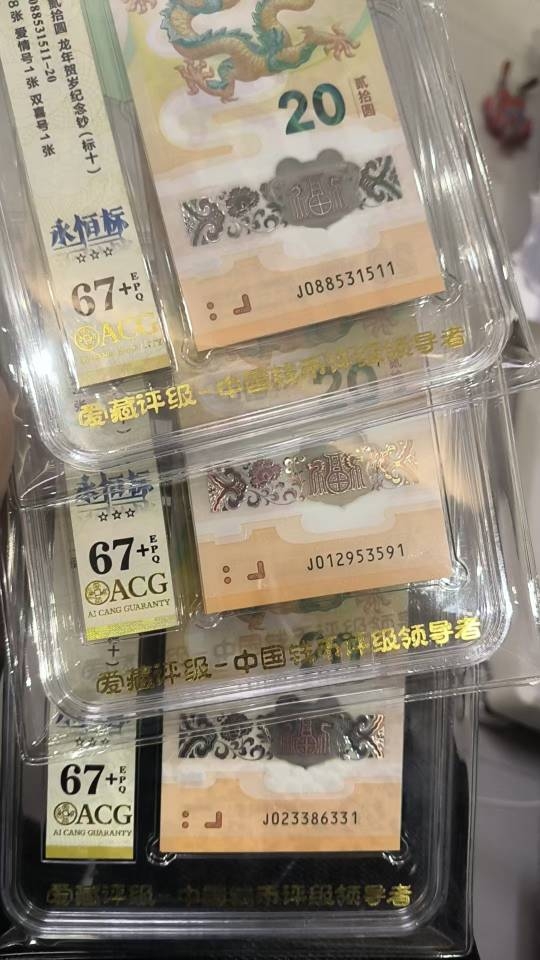 贰拾圆 龙年贺岁纪念钞(标十)
088531511-20
8张 爱情号1张 双喜号1张
永恒标
67+EPQ
ACG
20
贰拾圆
J088531511
爱藏评级-中国钱币评级领导者
永恒标
67+EPQ
ACG
AI CANG GUARANTY
J012953591
爱藏评级-中国钱币评级领导者
67+EPQ
ACG
AI CANG GUARANTY
J023386331
爱藏评级-中国钱币评级领导者